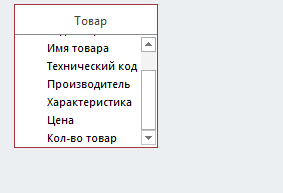 Товар
Имя товара
Технический код
Производитель
Характеристика
Цена
Кол-во товар